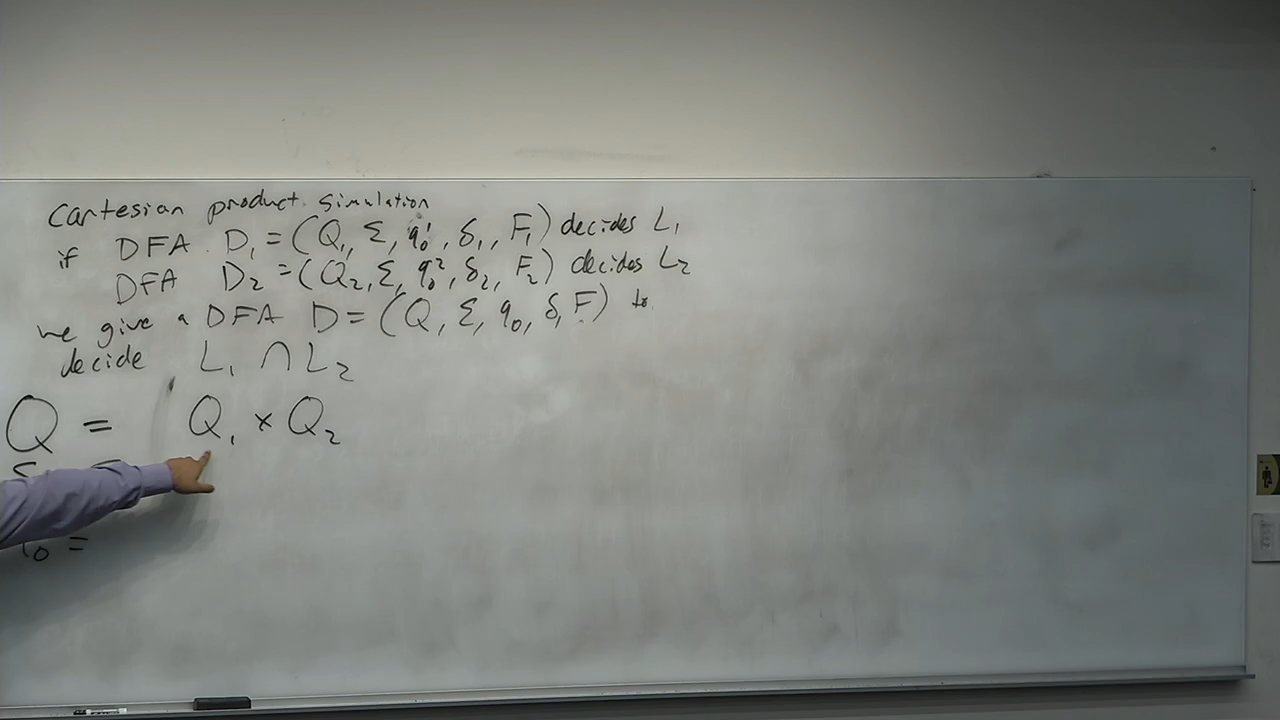 Cartesian product simulation
if DFA D₁ = (Q₁, Σ, q₀¹, δ₁, F₁) decides L₁
DFA D₂ = (Q₂, Σ, q₀², δ₂, F₂) decides L₂
we give a DFA D = (Q, Σ, q₀, δ, F) to
decide L₁ ∩ L₂
Q = Q₁ × Q₂